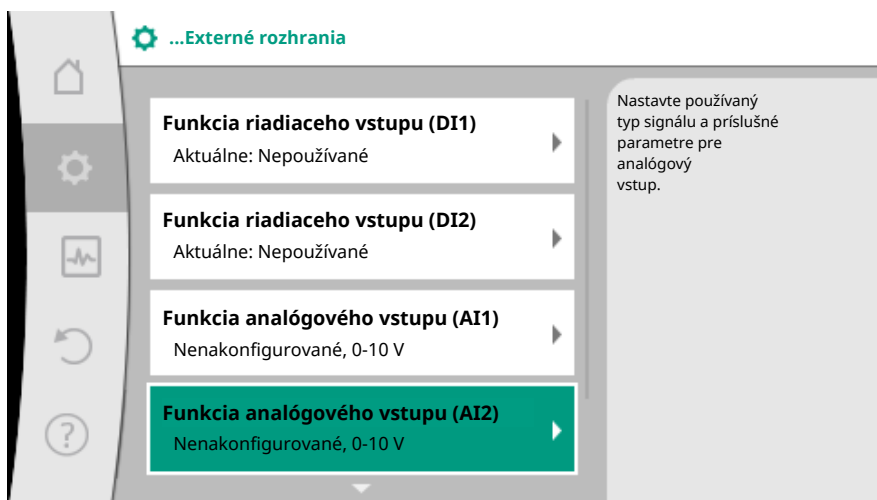 ...Externé rozhrania
Funkcia riadiaceho vstupu (DI1)
Aktuálne: Nepoužívané
Funkcia riadiaceho vstupu (DI2)
Aktuálne: Nepoužívané
Funkcia analógového vstupu (AI1)
Nenakonfigurované, 0-10 V
Funkcia analógového vstupu (AI2)
Nenakonfigurované, 0-10 V
Nastavte používaný
typ signálu a príslušné
parametre pre
analógový
vstup.
?